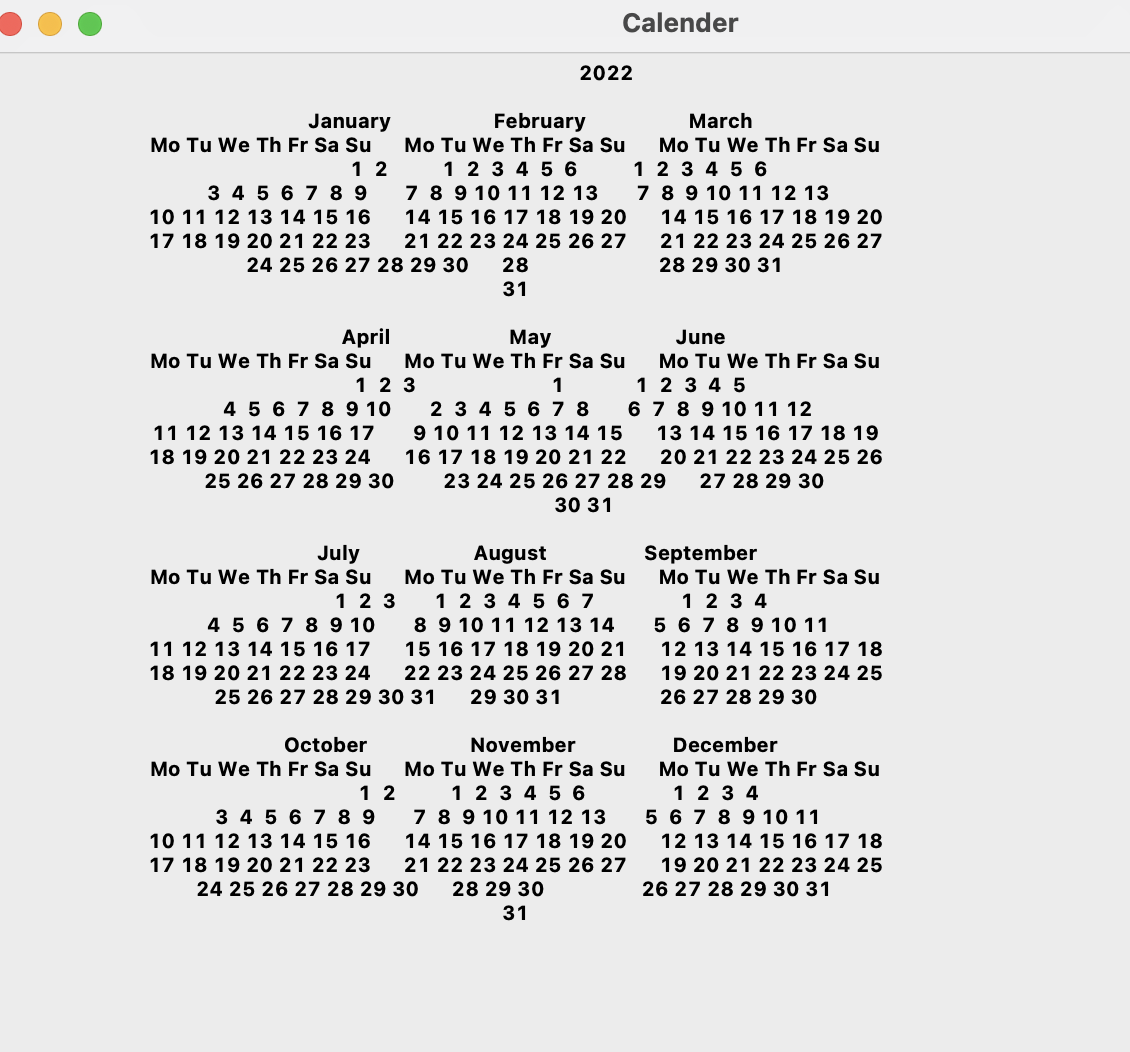 Calender
2022
January February March
Mo Tu We Th Fr Sa Su Mo Tu We Th Fr Sa Su Mo Tu We Th Fr Sa Su
1 2 1 2 3 4 5 6 1 2 3 4 5 6
3 4 5 6 7 8 9 7 8 9 10 11 12 13 7 8 9 10 11 12 13
10 11 12 13 14 15 16 14 15 16 17 18 19 20 14 15 16 17 18 19 20
17 18 19 20 21 22 23 21 22 23 24 25 26 27 21 22 23 24 25 26 27
24 25 26 27 28 29 30 28 28 29 30 31
31
April May June
Mo Tu We Th Fr Sa Su Mo Tu We Th Fr Sa Su Mo Tu We Th Fr Sa Su
1 2 3 1 1 2 3 4 5
4 5 6 7 8 9 10 2 3 4 5 6 7 8 6 7 8 9 10 11 12
11 12 13 14 15 16 17 9 10 11 12 13 14 15 13 14 15 16 17 18 19
18 19 20 21 22 23 24 16 17 18 19 20 21 22 20 21 22 23 24 25 26
25 26 27 28 29 30 23 24 25 26 27 28 29 27 28 29 30
30 31
July August September
Mo Tu We Th Fr Sa Su Mo Tu We Th Fr Sa Su Mo Tu We Th Fr Sa Su
1 2 3 1 2 3 4 5 6 7 1 2 3 4
4 5 6 7 8 9 10 8 9 10 11 12 13 14 5 6 7 8 9 10 11
11 12 13 14 15 16 17 15 16 17 18 19 20 21 12 13 14 15 16 17 18
18 19 20 21 22 23 24 22 23 24 25 26 27 28 19 20 21 22 23 24 25
25 26 27 28 29 30 31 29 30 31 26 27 28 29 30
October November December
Mo Tu We Th Fr Sa Su Mo Tu We Th Fr Sa Su Mo Tu We Th Fr Sa Su
1 2 1 2 3 4 5 6 1 2 3 4
3 4 5 6 7 8 9 7 8 9 10 11 12 13 5 6 7 8 9 10 11
10 11 12 13 14 15 16 14 15 16 17 18 19 20 12 13 14 15 16 17 18
17 18 19 20 21 22 23 21 22 23 24 25 26 27 19 20 21 22 23 24 25
24 25 26 27 28 29 30 28 29 30 26 27 28 29 30 31
31